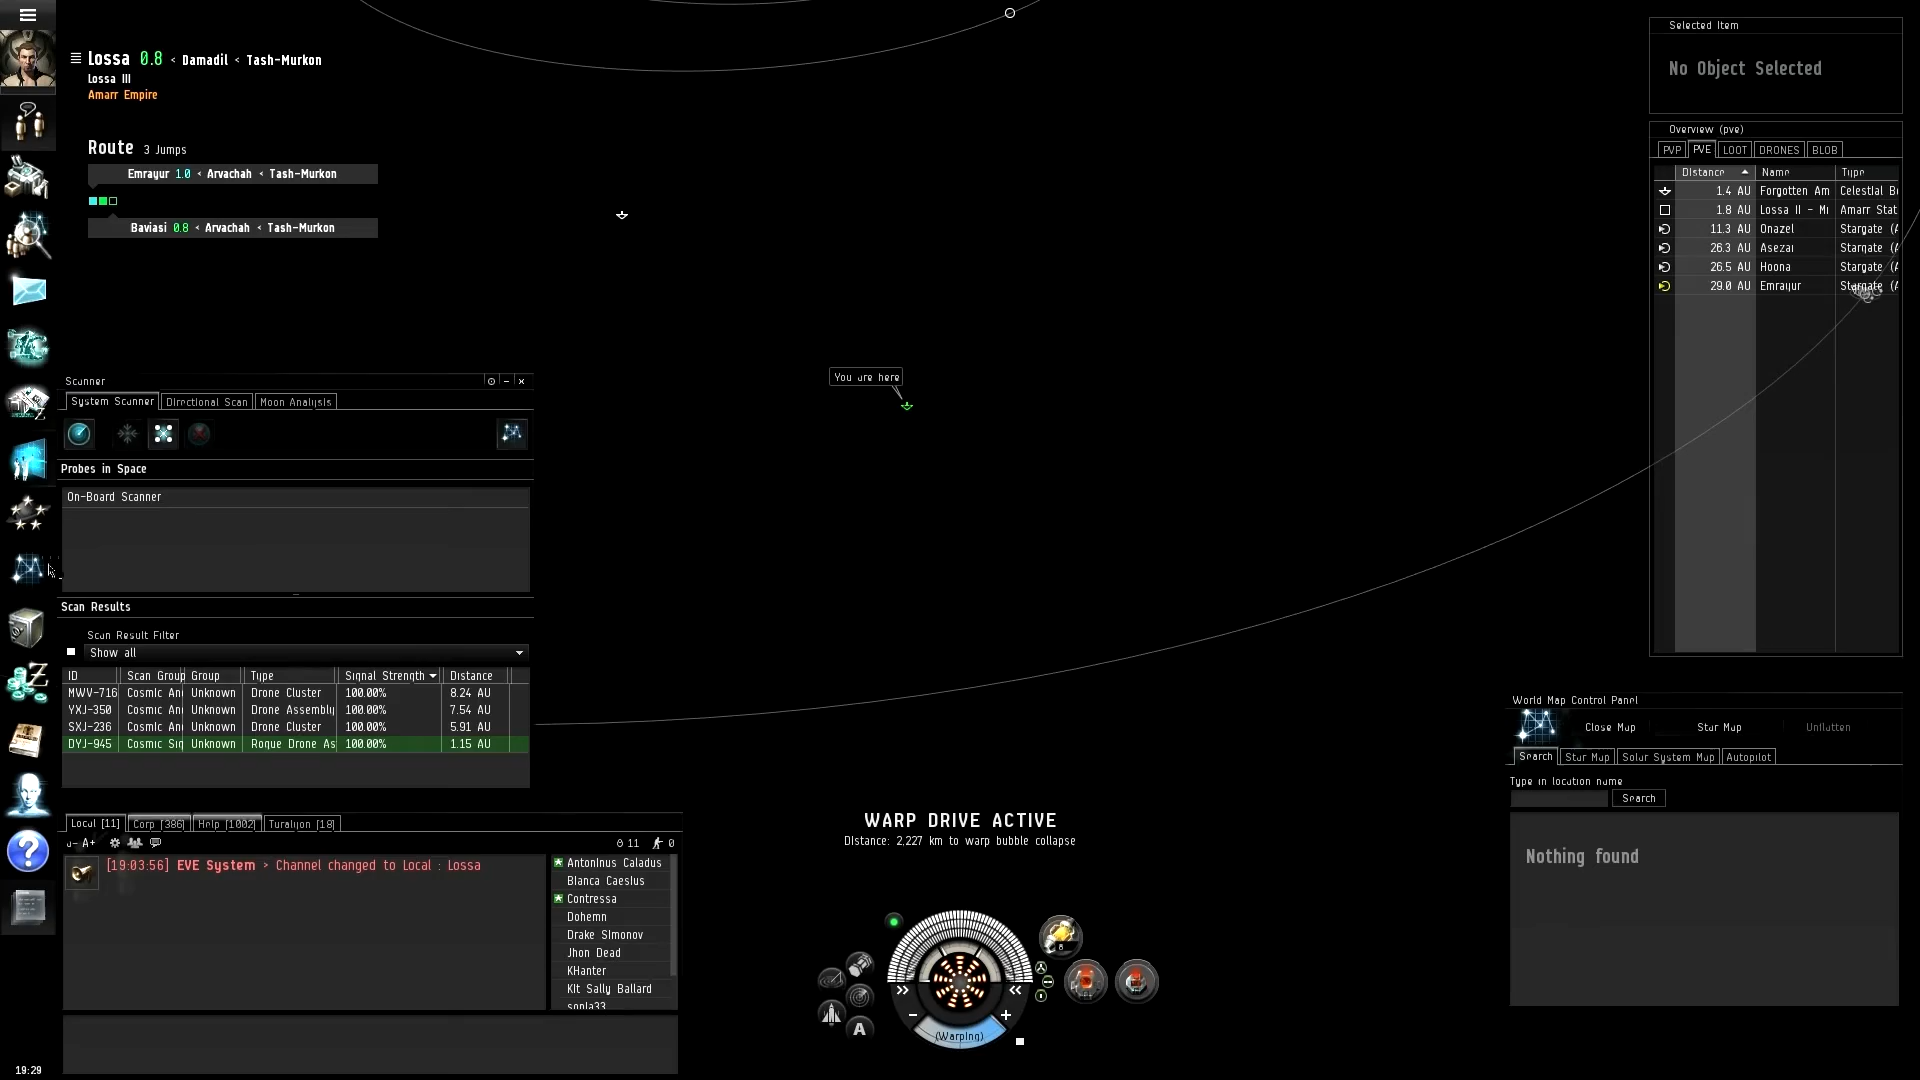 Lossa 0.8 < Damadil < Tash-Murkon
Lossa III
Amarr Empire
Route 3 Jumps
Emrayur 1.0 < Arvachah < Tash-Murkon
Baviasi 0.8 < Arvachah < Tash-Murkon
You are here
Selected Item
No Object Selected
Overview (pve)
PVP PVE LOOT DRONES BLOB
Distance Name Type
1.4 AU Forgotten Am Celestial B
1.8 AU Lossa II - Amarr Stat
11.3 AU Onazel Stargate (A
26.3 AU Asezai Stargate (A
26.5 AU Hoona Stargate (A
29.0 AU Emrayur Stargate (A
Scanner
System Scanner Directional Scan Moon Analysis
Probes in Space
On-Board Scanner
Scan Results
Scan Result Filter
Show all
ID Scan Group Group Type Signal Strength Distance
MWV-716 Cosmic An Unknown Drone Cluster 100.00% 8.24 AU
YXJ-350 Cosmic An Unknown Drone Assembly 100.00% 7.54 AU
SXJ-236 Cosmic An Unknown Drone Cluster 100.00% 5.91 AU
DYJ-945 Cosmic Sig Unknown Rogue Drone As 100.00% 1.15 AU
Local [11] Corp [386] Help [1002] Turalyon [18]
A+ 0 11 0
[19:03:56] EVE System > Channel changed to Local : Lossa
Antoninus Caladus
Blanca Caesius
Contressa
Dohemn
Drake Simonov
Jhon Dead
KHanter
Kit Sally Ballard
sonja33
WARP DRIVE ACTIVE
Distance: 2,227 km to warp bubble collapse
8
A
(Warping)
World Map Control Panel
Close Map Star Map Unflatten
Search Star Map Solar System Map Autopilot
Type in location name
Search
Nothing found
19:29